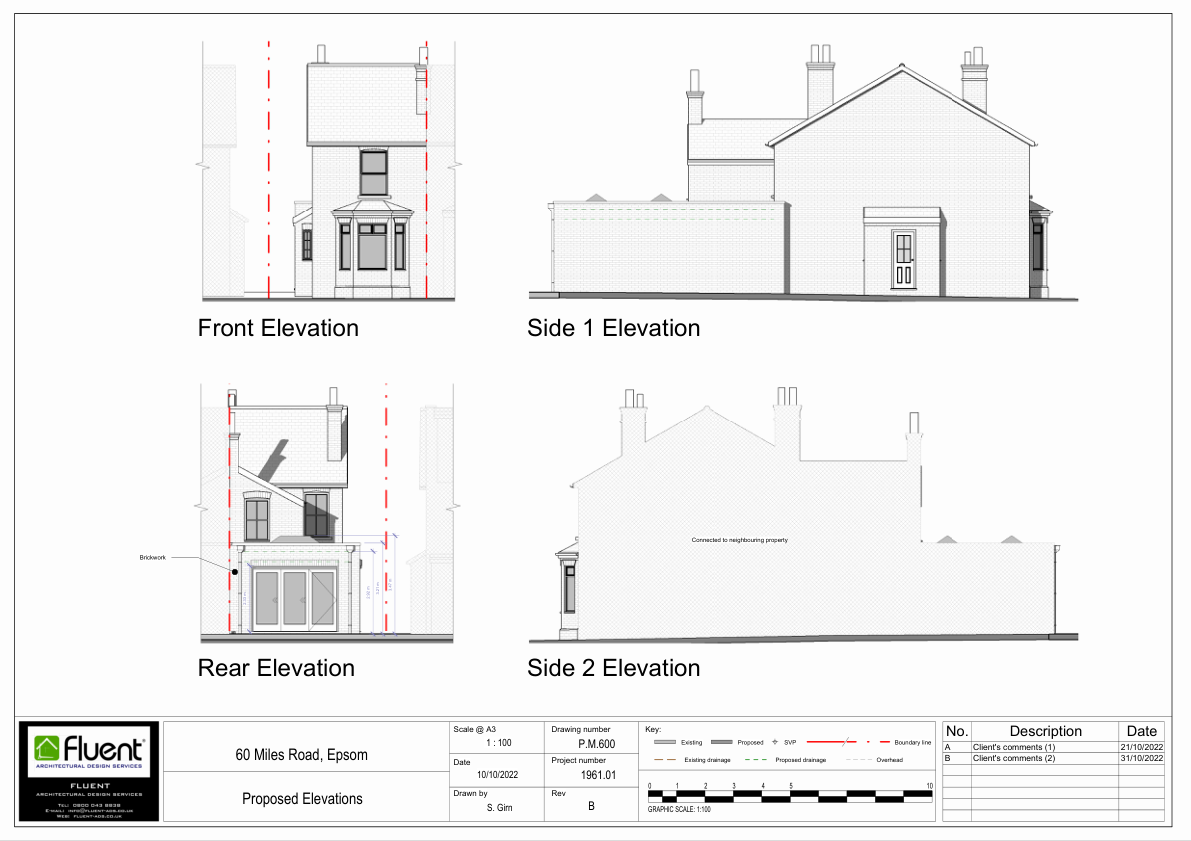 Front Elevation
Side 1 Elevation
Brickwork
Connected to neighbouring property
Rear Elevation
Side 2 Elevation
fluent
ARCHITECTURAL DESIGN SERVICES
FLUENT
ARCHITECTURAL DESIGN SERVICES
TEL: 0800 043 8838
E-MAIL: INFO@FLUENT-ADS.CO.UK
WEB: FLUENT-ADS.CO.UK
60 Miles Road, Epsom
Proposed Elevations
Scale @ A3
1 : 100
Date
10/10/2022
Drawn by
S. Girn
Drawing number
P.M.600
Project number
1961.01
Rev
B
Key:
Existing Proposed SVP Boundary line
Existing drainage Proposed drainage Overhead
0 1 2 3 4 5 10
GRAPHIC SCALE: 1:100
No. Description Date
A Client's comments (1) 21/10/2022
B Client's comments (2) 31/10/2022